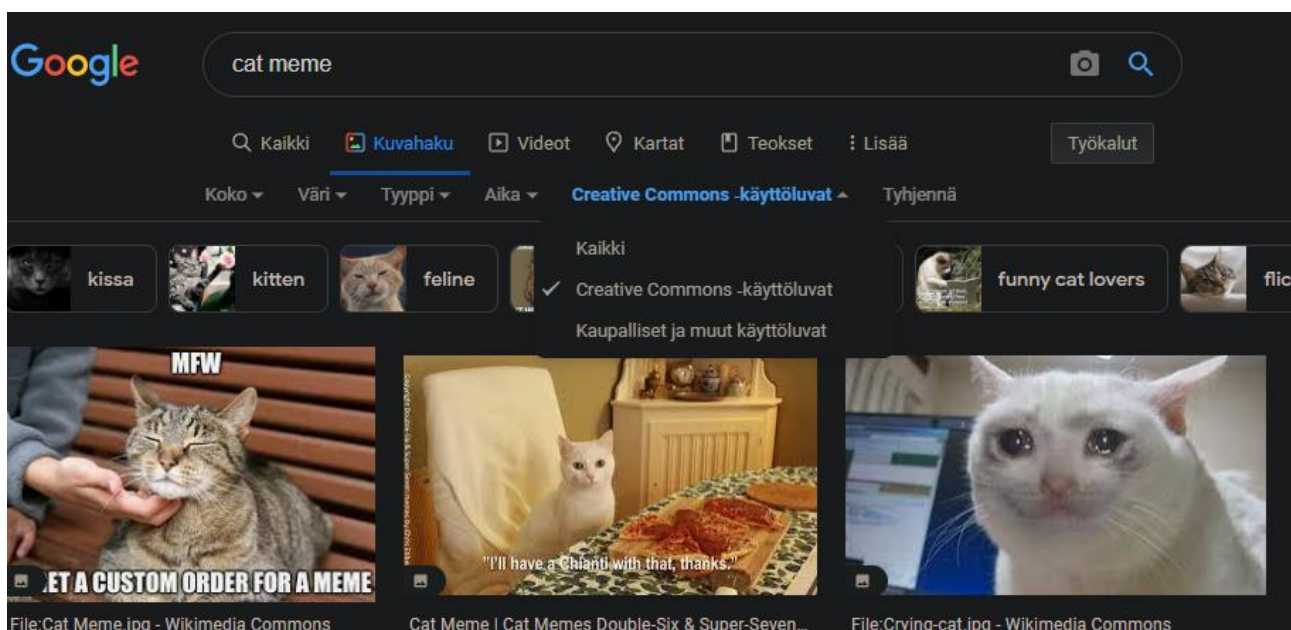 Google
cat meme
Kaikki Kuvahaku Videot Kartat Teokset Lisää Työkalut
Koko Väri Tyyppi Aika Creative Commons -käyttöluvat Tyhjennä
Kaikki
Creative Commons -käyttöluvat
Kaupalliset ja muut käyttöluvat
kissa kitten feline funny cat lovers
MFW
A CUSTOM ORDER FOR A MEME
"I'll have a Chianti with that, thanks."
File:Cat Meme.jpg - Wikimedia Commons
Cat Meme | Cat Memes Double-Six & Super-Seven...
File:Crying-cat.jpg - Wikimedia Commons